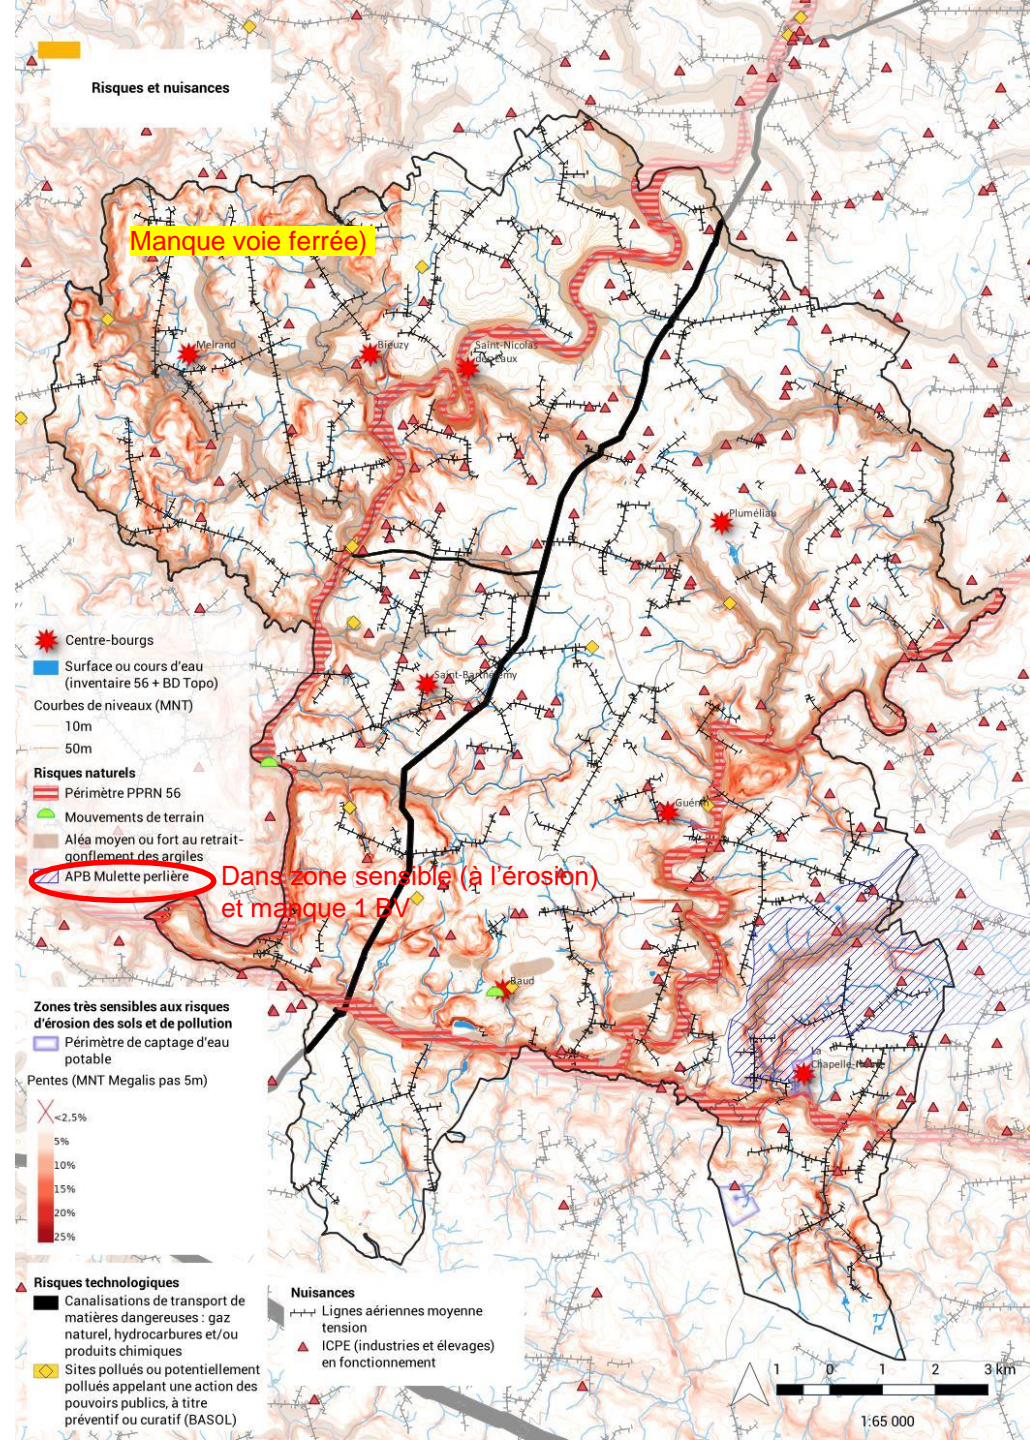 Risques et nuisances
Manque voie ferrée)
Melrand
Bieuzy
Saint-Nicolas
des-Eaux
Pluméliau
Saint-Barthélemy
Guénin
Baud
La
Chapelle-Neuve
Centre-bourgs
Surface ou cours d'eau
(inventaire 56 + BD Topo)
Courbes de niveaux (MNT)
10m
50m
Risques naturels
Périmètre PPRN 56
Mouvements de terrain
Aléa moyen ou fort au retrait-
gonflement des argiles
APB Mulette perlière
Dans zone sensible (à l'érosion)
et manque 1 BV
Zones très sensibles aux risques
d'érosion des sols et de pollution
Périmètre de captage d'eau
potable
Pentes (MNT Megalis pas 5m)
<2,5%
5%
10%
15%
20%
25%
Risques technologiques
Canalisations de transport de
matières dangereuses : gaz
naturel, hydrocarbures et/ou
produits chimiques
Sites pollués ou potentiellement
pollués appelant une action des
pouvoirs publics, à titre
préventif ou curatif (BASOL)
Nuisances
Lignes aériennes moyenne
tension
ICPE (industries et élevages)
en fonctionnement
1 0 1 2 3 km
1:65 000